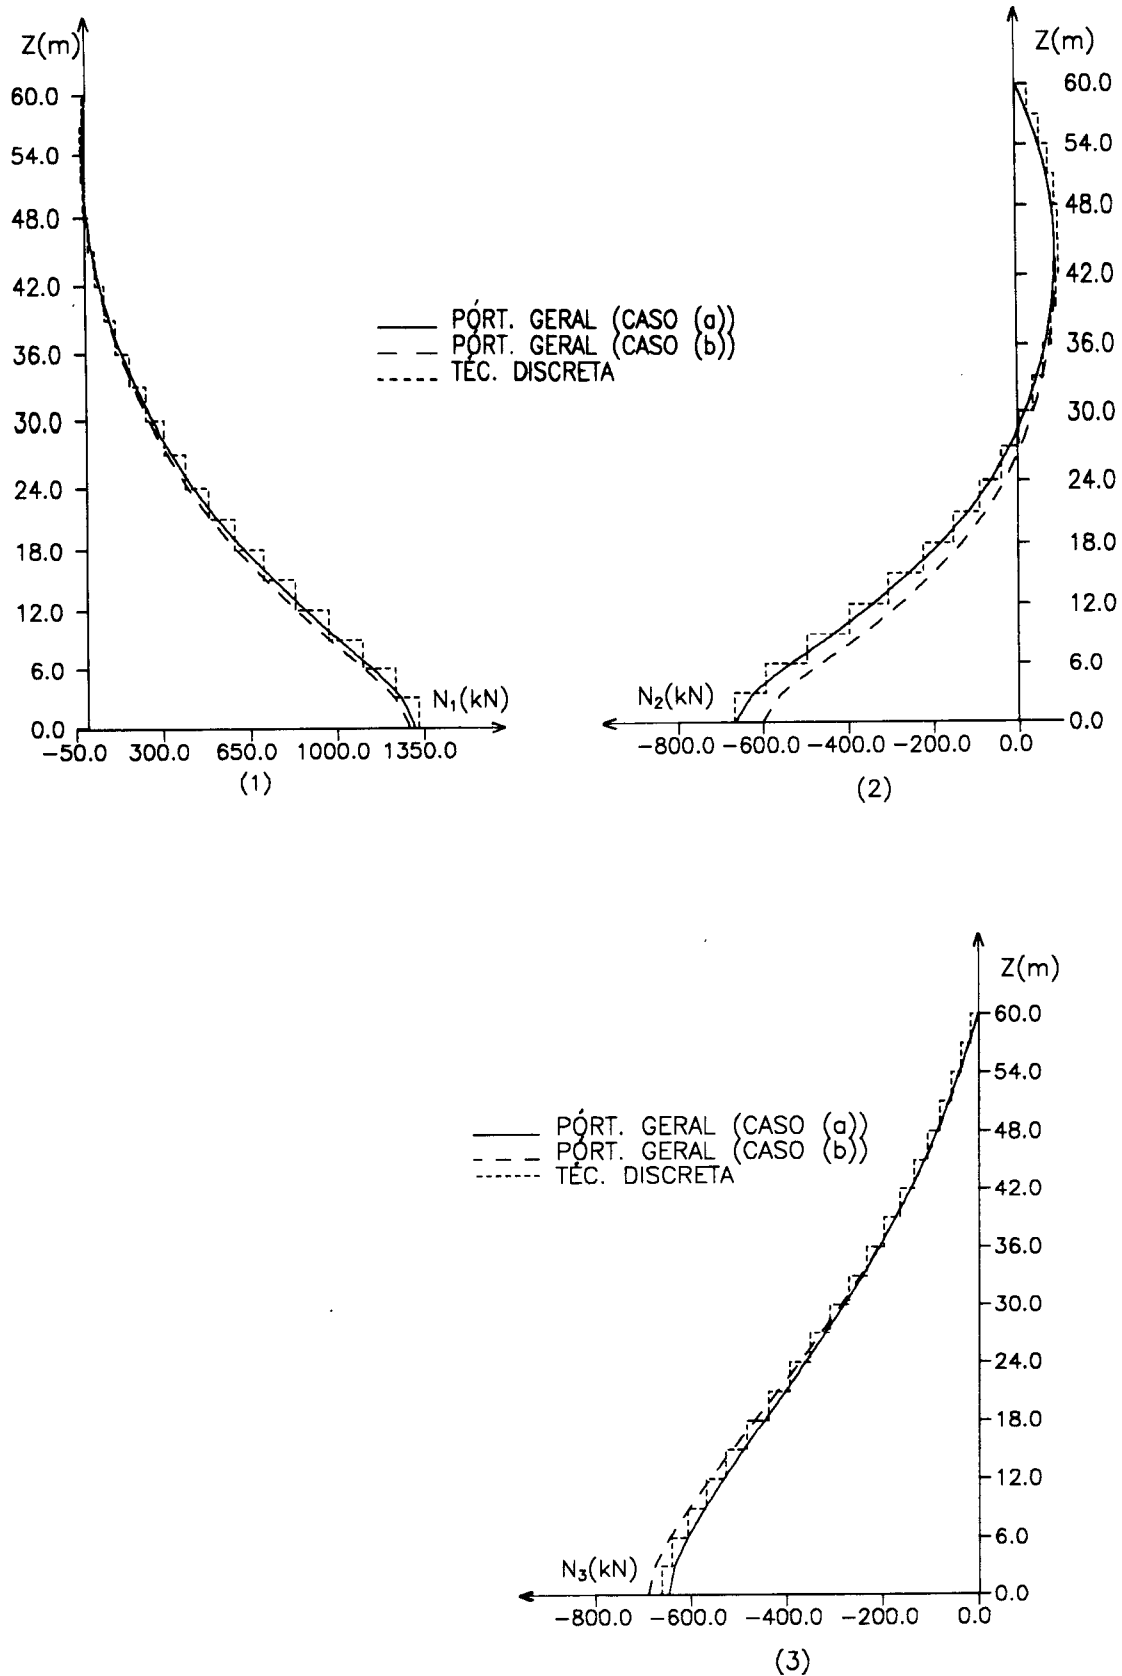 Z(m)
60.0
54.0
48.0
42.0
36.0
30.0
24.0
18.0
12.0
6.0
0.0
N₁(kN)
−50.0 300.0 650.0 1000.0 1350.0
(1)
PÓRT. GERAL (CASO (a))
PÓRT. GERAL (CASO (b))
TÉC. DISCRETA
Z(m)
60.0
54.0
48.0
42.0
36.0
30.0
24.0
18.0
12.0
6.0
0.0
N₂(kN)
−800.0 −600.0 −400.0 −200.0 0.0
(2)
Z(m)
60.0
54.0
48.0
42.0
36.0
30.0
24.0
18.0
12.0
6.0
0.0
PÓRT. GERAL (CASO (a))
PÓRT. GERAL (CASO (b))
TÉC. DISCRETA
N₃(kN)
−800.0 −600.0 −400.0 −200.0 0.0
(3)